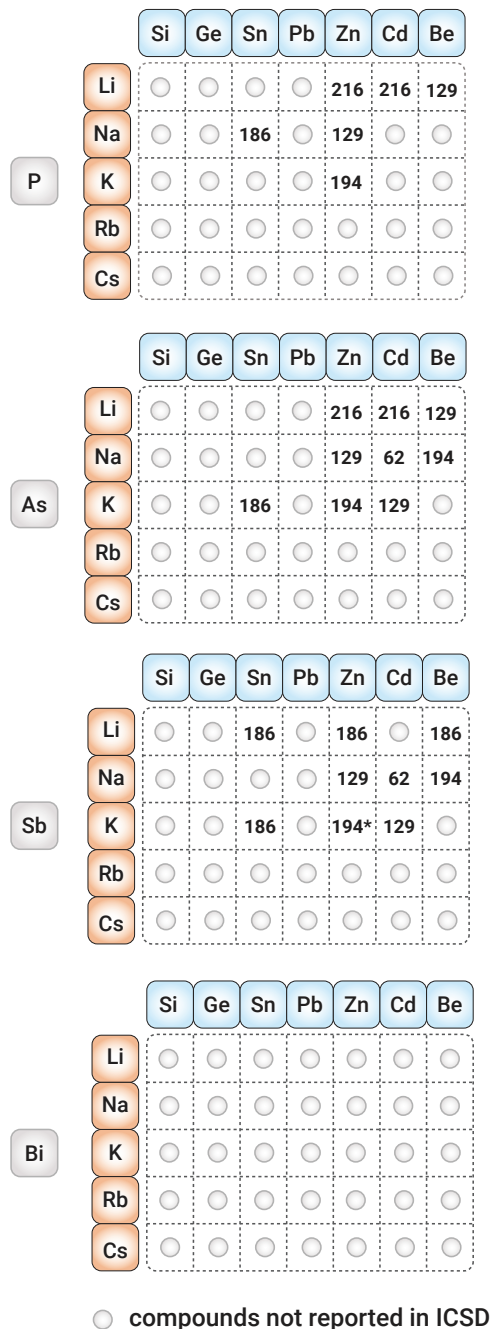 Si Ge Sn Pb Zn Cd Be
Li 216 216 129
Na 186 129
P K 194
Rb
Cs
Si Ge Sn Pb Zn Cd Be
Li 216 216 129
Na 129 62 194
As K 186 194 129
Rb
Cs
Si Ge Sn Pb Zn Cd Be
Li 186 186 186
Na 129 62 194
Sb K 186 194* 129
Rb
Cs
Si Ge Sn Pb Zn Cd Be
Li
Na
Bi K
Rb
Cs
compounds not reported in ICSD